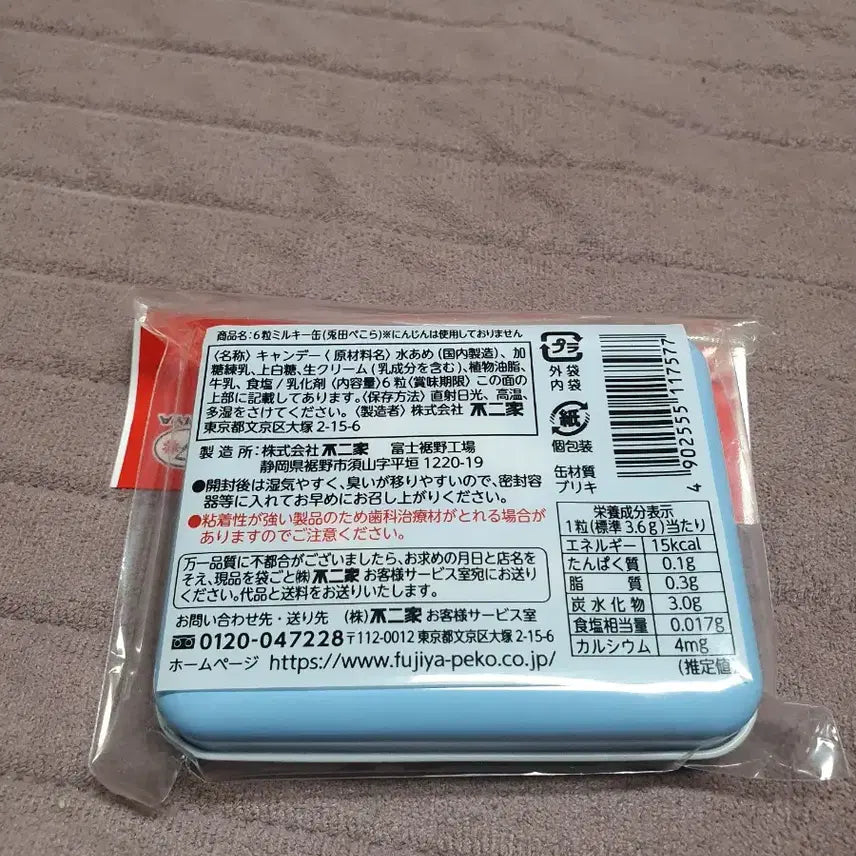 商品名:6粒ミルキー缶(兎田ぺこら)※にんじんは使用しておりません
〈名称〉キャンデー〈原材料名〉水あめ(国内製造)、加
糖練乳、上白糖、生クリーム(乳成分を含む)、植物油脂、
牛乳、食塩/乳化剤〈内容量〉6粒〈賞味期限〉この面の
上部に記載してあります。〈保存方法〉直射日光、高温、
多湿をさけてください。〈製造者〉株式会社 不二家
東京都文京区大塚2-15-6
製造所:株式会社不二家 富士裾野工場
静岡県裾野市須山字平垣1220-19
●開封後は湿気やすく、臭いが移りやすいので、密封容
器等に入れてお早めにお召し上がりください。
●粘着性が強い製品のため歯科治療材がとれる場合が
ありますのでご注意ください。
万一品質に不都合がございましたら、お求めの月日と店名を
そえ、現品を袋ごと㈱不二家お客様サービス室宛にお送り
ください。代品と送料をお送りいたします。
お問い合わせ先・送り先 (株)不二家 お客様サービス室
0120-047228 〒112-0012 東京都文京区大塚2-15-6
ホームページ https://www.fujiya-peko.co.jp/
プラ
外袋
内袋
紙
個包装
缶材質
ブリキ
4 902555 117577
栄養成分表示
1粒(標準3.6g)当たり
エネルギー 15kcal
たんぱく質 0.1g
脂質 0.3g
炭水化物 3.0g
食塩相当量 0.017g
カルシウム 4mg
(推定値)